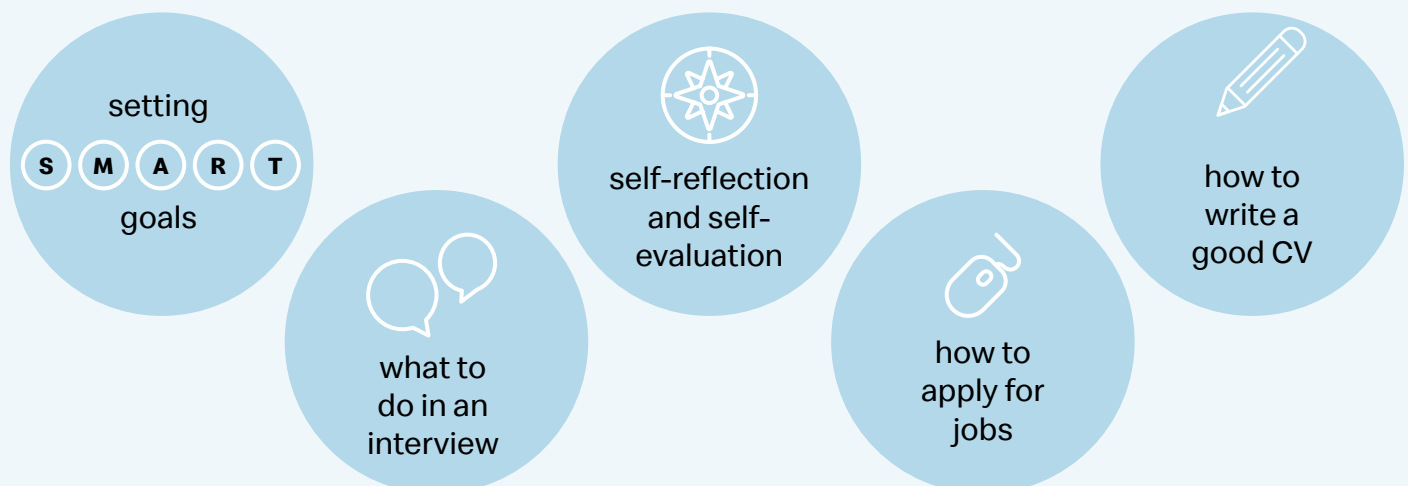 setting
S M A R T
goals
what to
do in an
interview
self-reflection
and self-
evaluation
how to
apply for
jobs
how to
write a
good CV